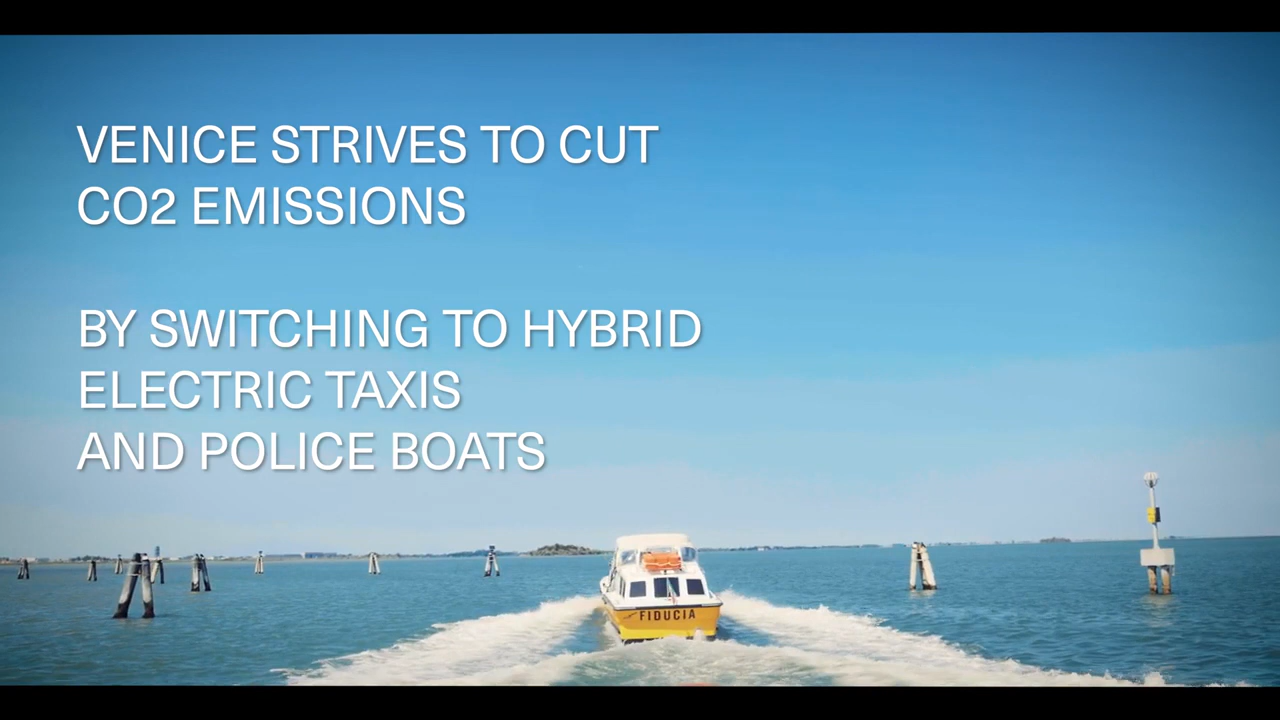 VENICE STRIVES TO CUT
CO2 EMISSIONS
BY SWITCHING TO HYBRID
ELECTRIC TAXIS
AND POLICE BOATS
FIDUCIA